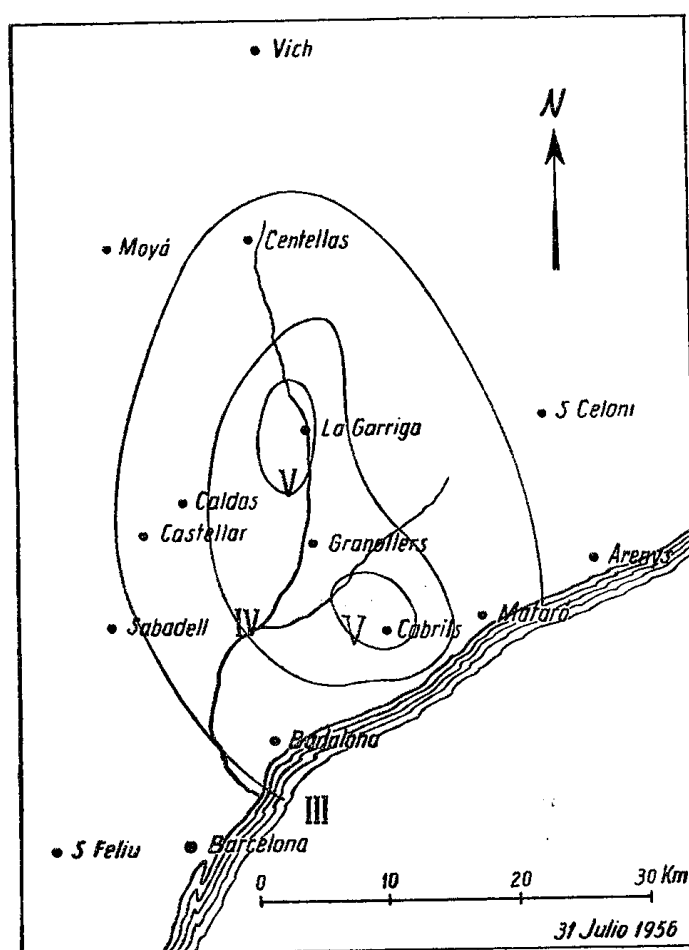 Vich
N
Moyá
Centellas
S Celoni
La Garriga
V
Caldas
Castellar
Granollers
Arenys
Sabadell
IV
V
Cabrils
Mataró
Badalona
III
S Feliu
Barcelona
0 10 20 30 Km
31 Julio 1956